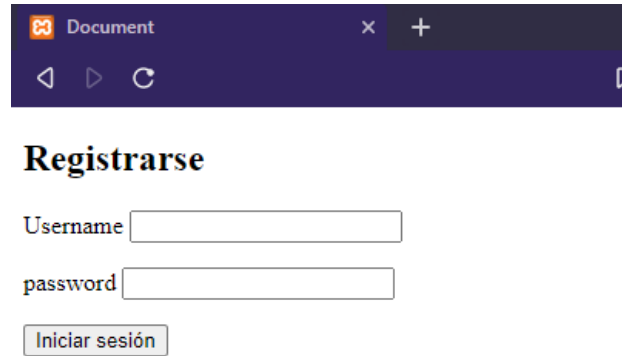 Document
Registrarse
Username
password
Iniciar sesión